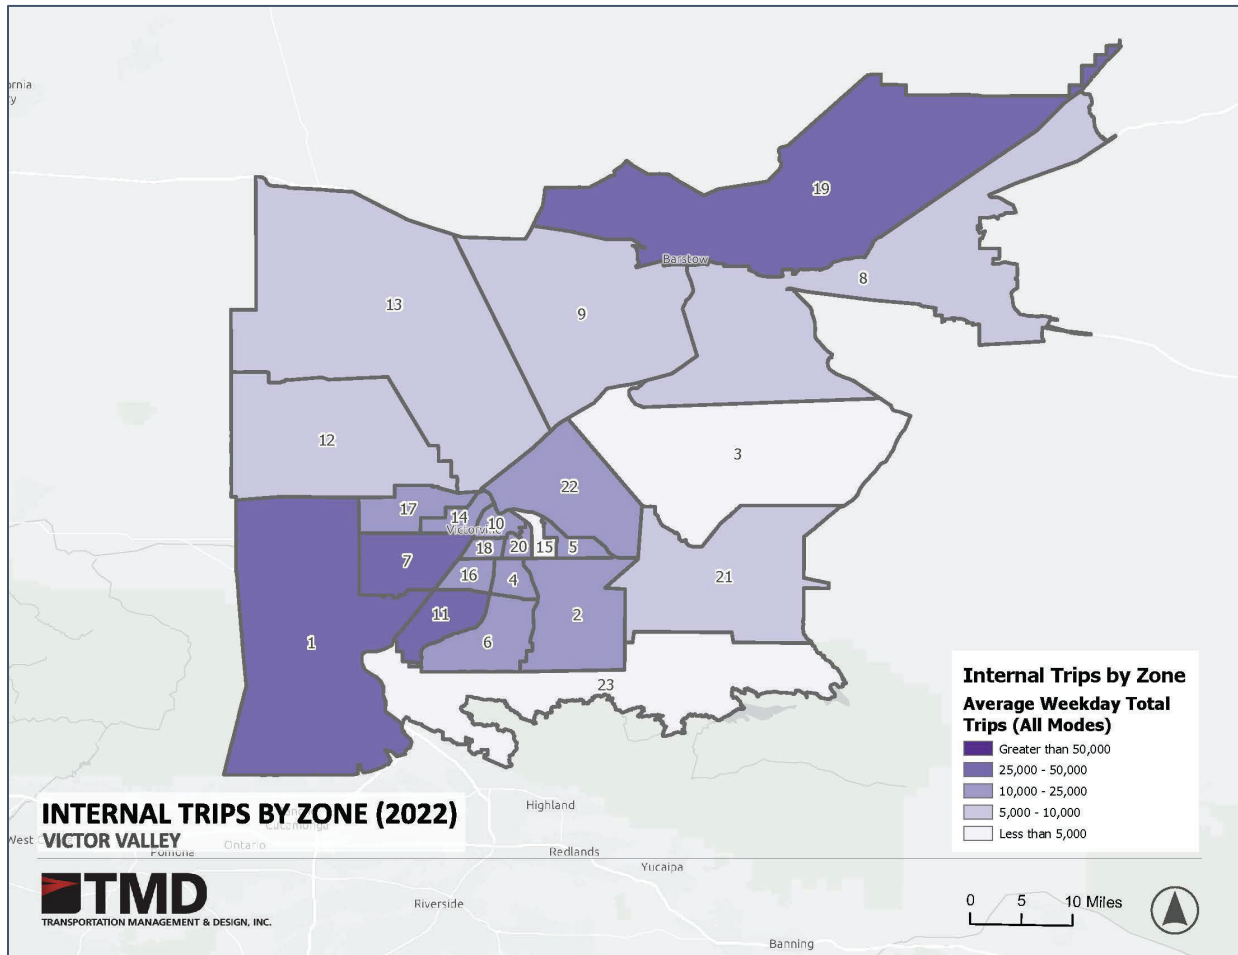 ornia
ry
19
Barstow
8
13
9
12
3
22
17
14
10
Victorville
18
20
15
5
7
16
4
21
11
2
1
6
23
Internal Trips by Zone
Average Weekday Total
Trips (All Modes)
Greater than 50,000
25,000 - 50,000
10,000 - 25,000
5,000 - 10,000
Less than 5,000
INTERNAL TRIPS BY ZONE (2022)
VICTOR VALLEY
Highland
West
Pomona
Ontario
Redlands
Yucaipa
TMD
TRANSPORTATION MANAGEMENT & DESIGN, INC.
Riverside
0 5 10 Miles
Banning